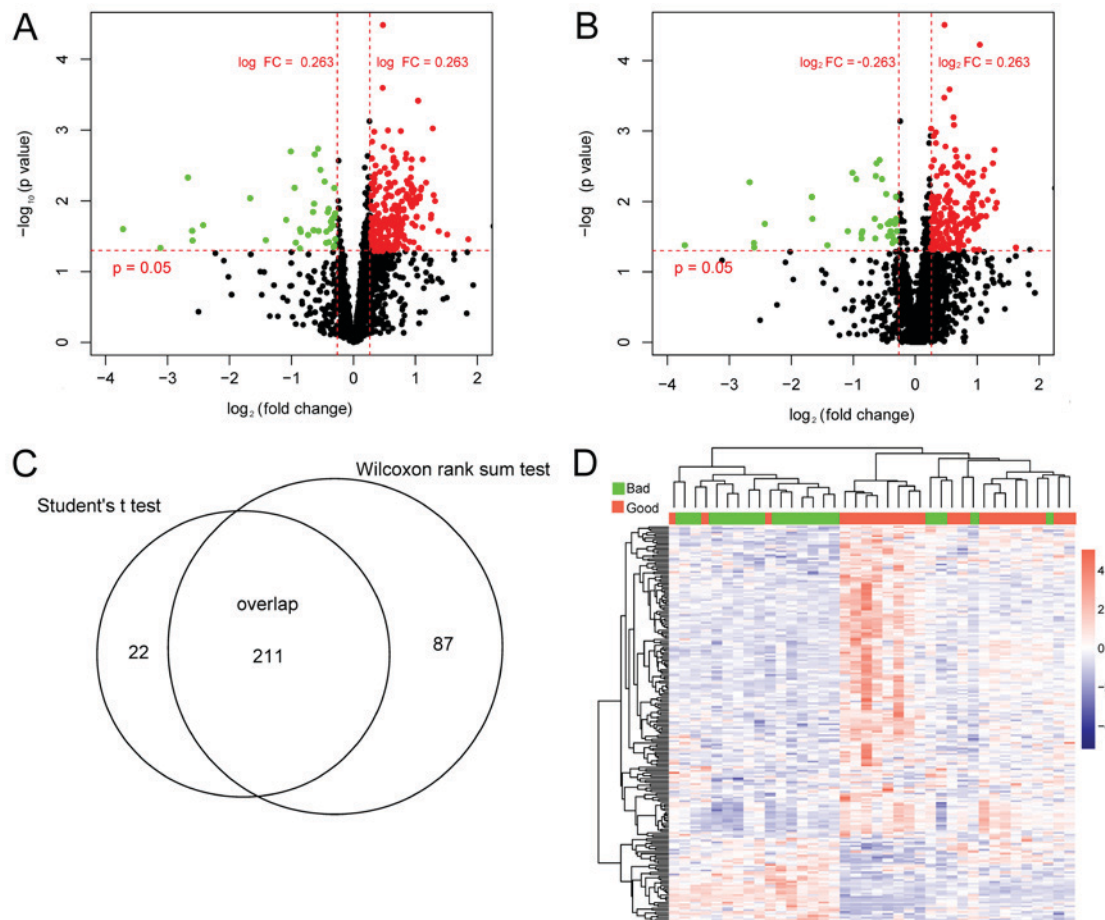 A
log FC = 0.263
log FC = 0.263
p = 0.05
−log₁₀ (p value)
0
1
2
3
4
−4
−3
−2
−1
0
1
2
log₂ (fold change)
B
log₂ FC = -0.263
log₂ FC = 0.263
p = 0.05
−log (p value)
0
1
2
3
4
−4
−3
−2
−1
0
1
2
log₂ (fold change)
C
Student's t test
Wilcoxon rank sum test
overlap
22
211
87
D
Bad
Good
4
2
0
−
−